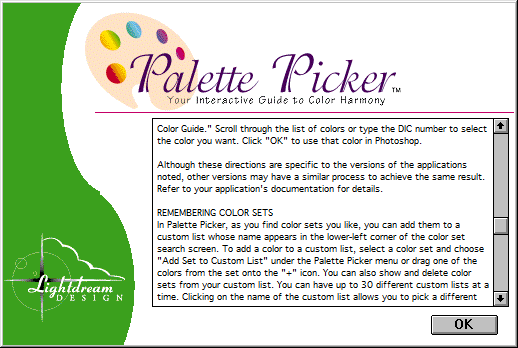 Palette Picker™
Your Interactive Guide to Color Harmony
Color Guide." Scroll through the list of colors or type the DIC number to select
the color you want. Click "OK" to use that color in Photoshop.
Although these directions are specific to the versions of the applications
noted, other versions may have a similar process to achieve the same result.
Refer to your application's documentation for details.
REMEMBERING COLOR SETS
In Palette Picker, as you find color sets you like, you can add them to a
custom list whose name appears in the lower-left corner of the color set
search screen. To add a color to a custom list, select a color set and choose
"Add Set to Custom List" under the Palette Picker menu or drag one of the
colors from the set onto the "+" icon. You can also show and delete color
sets from your custom list. You can have up to 30 different custom lists at a
time. Clicking on the name of the custom list allows you to pick a different
Lightdream
DESIGN
OK